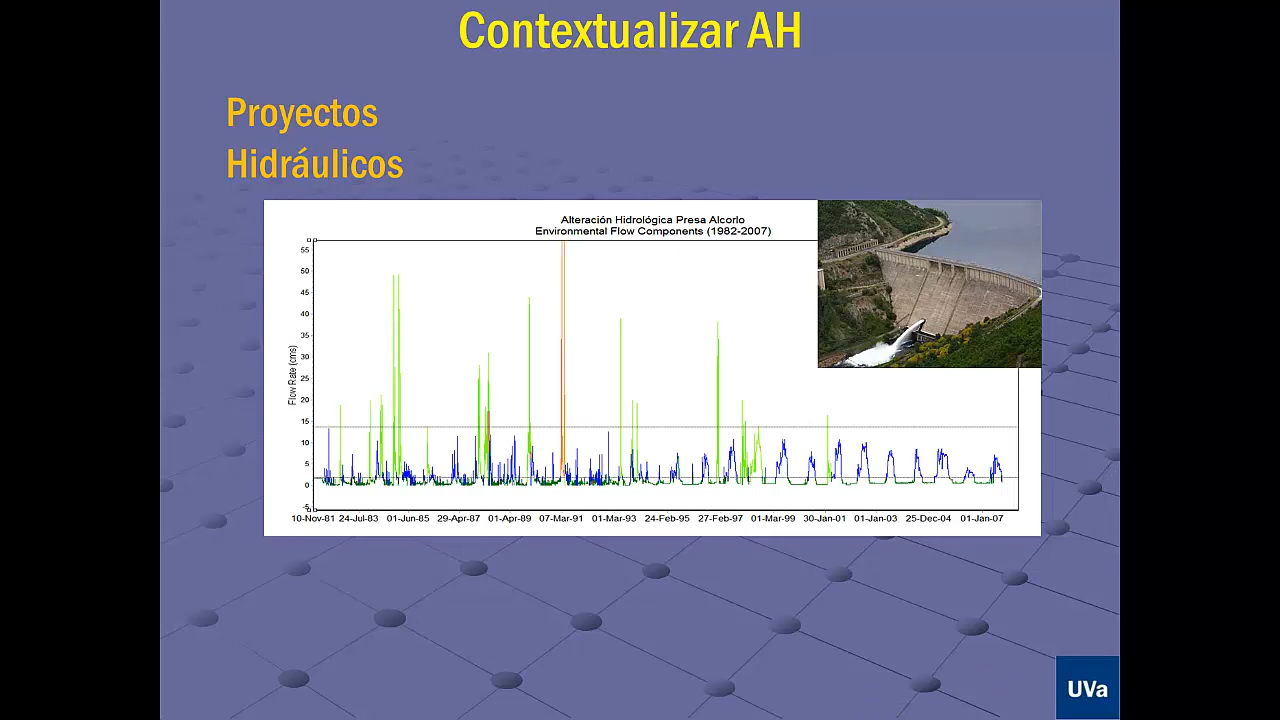 Contextualizar AH
Proyectos
Hidráulicos
Alteración Hidrológica Presa Alcorlo
Environmental Flow Components (1982-2007)
Flow Rate (cms)
55
50
45
40
35
30
25
20
15
10
5
0
-5
10-Nov-81 24-Jul-83 01-Jun-85 29-Apr-87 01-Apr-89 07-Mar-91 01-Mar-93 24-Feb-95 27-Feb-97 01-Mar-99 30-Jan-01 01-Jan-03 25-Dec-04 01-Jan-07
UVa